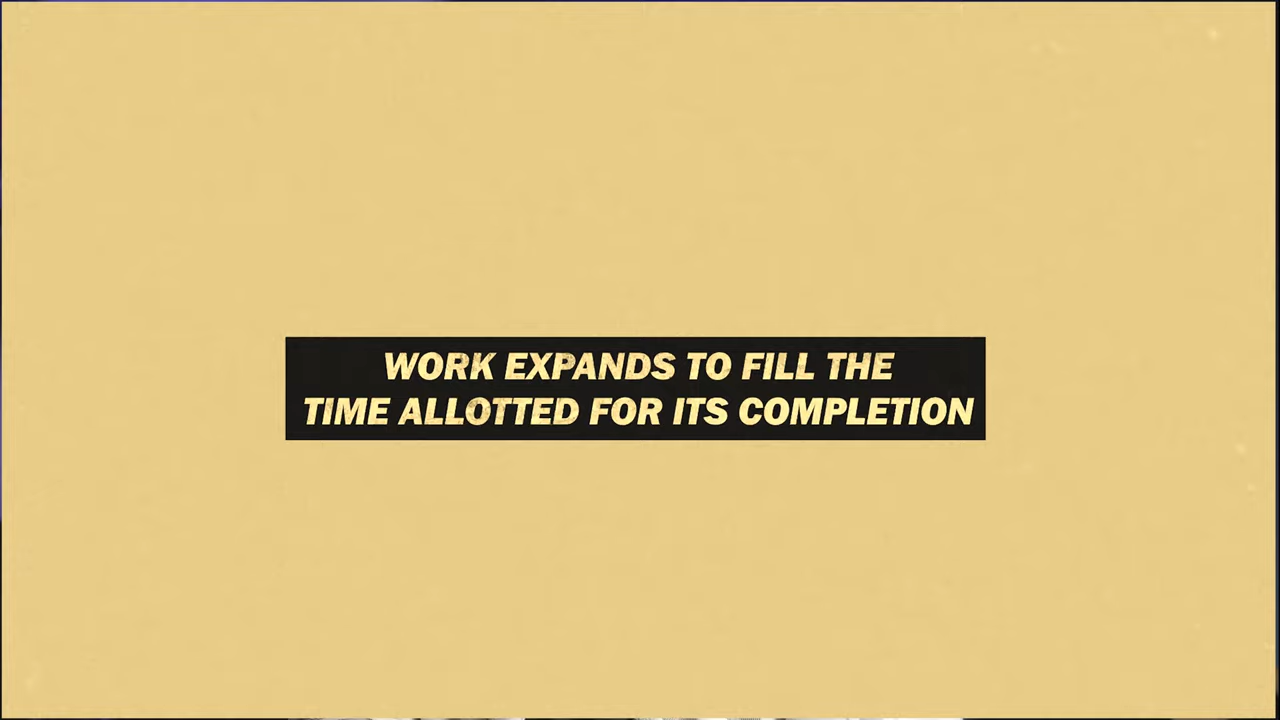 WORK EXPANDS TO FILL THE
TIME ALLOTTED FOR ITS COMPLETION